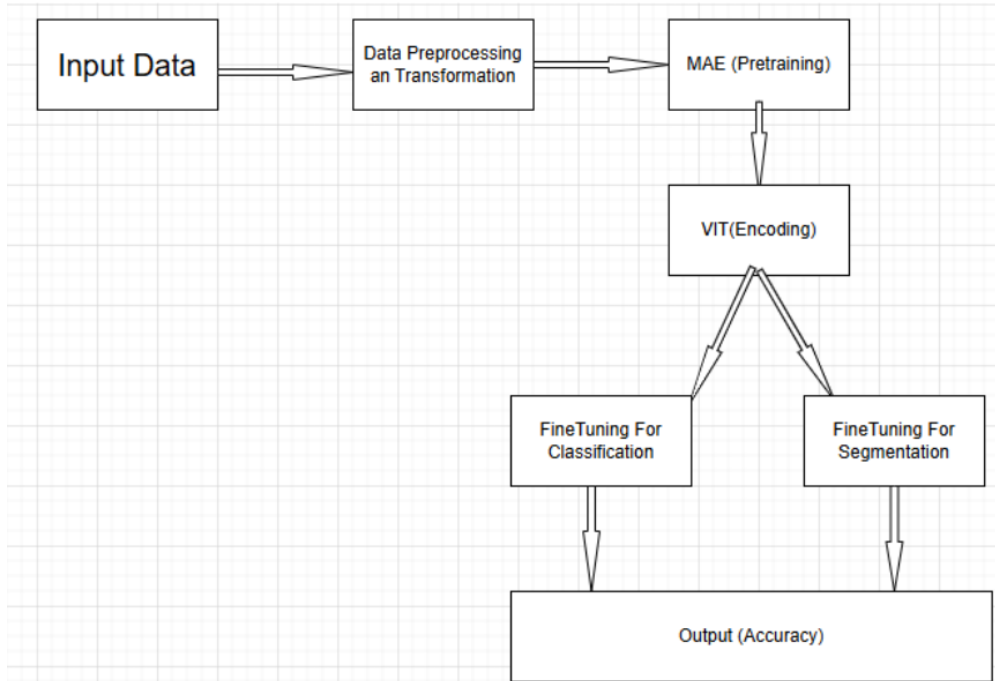 Input Data
Data Preprocessing
an Transformation
MAE (Pretraining)
VIT(Encoding)
FineTuning For
Classification
FineTuning For
Segmentation
Output (Accuracy)